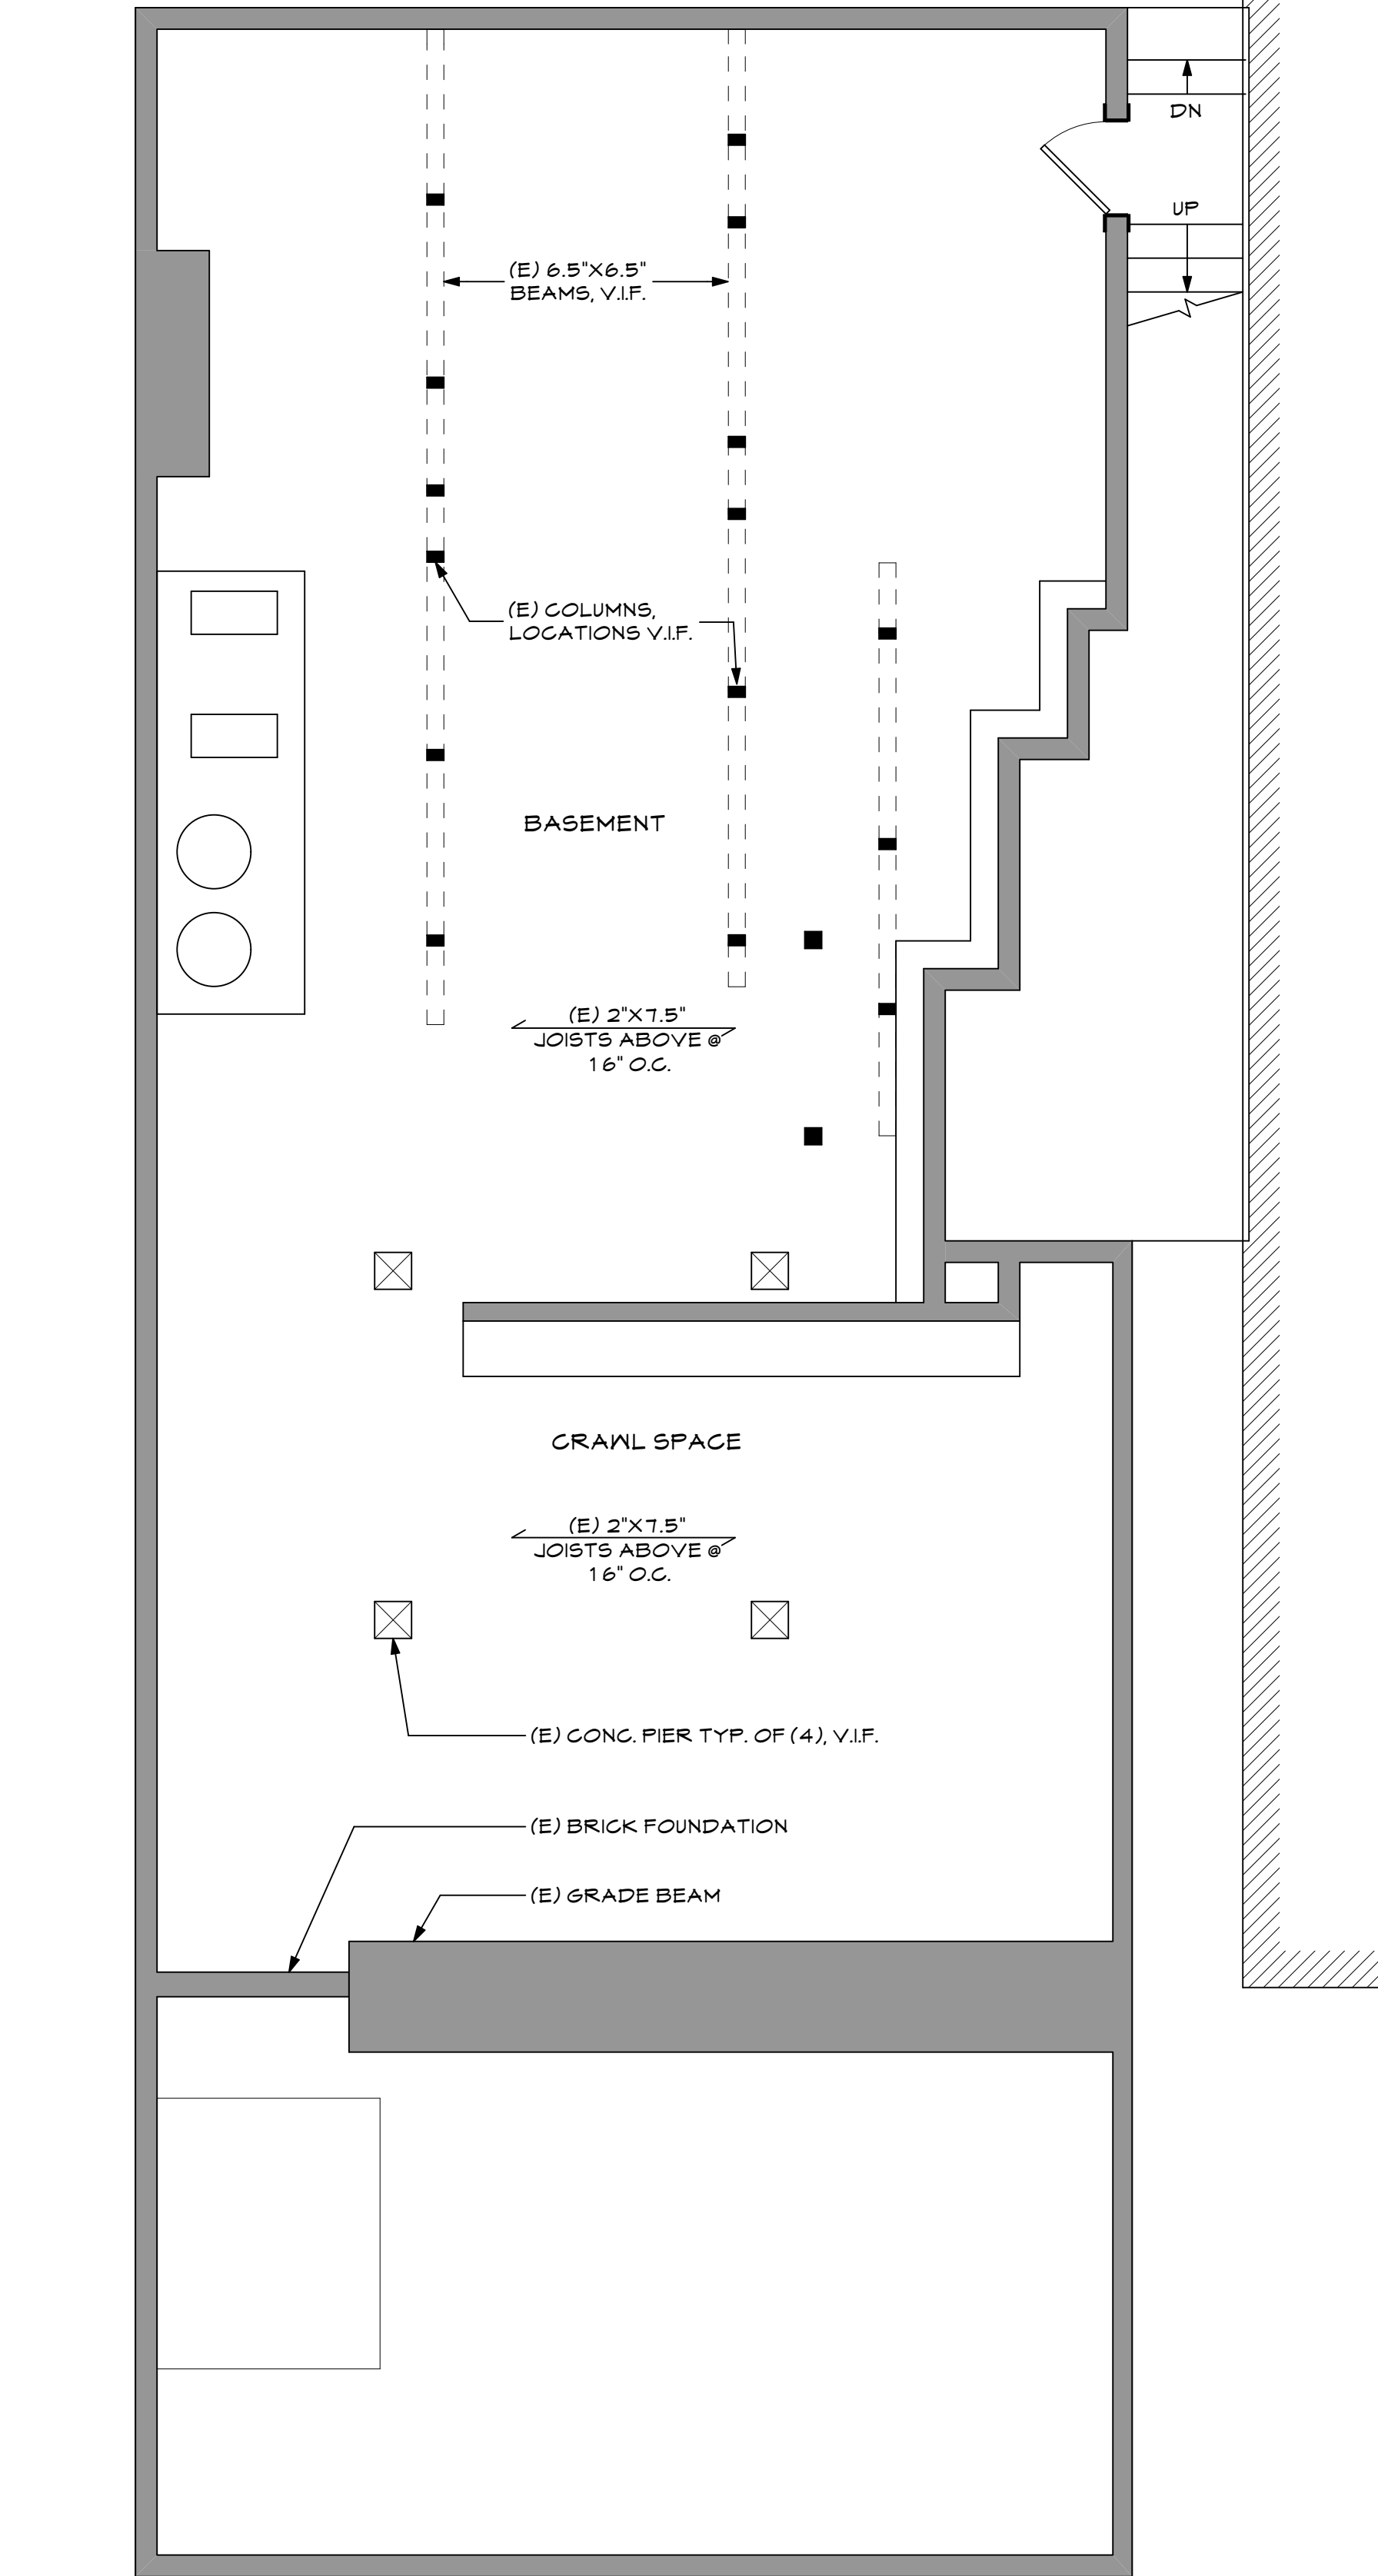 DN
UP
(E) 6.5"X6.5"
BEAMS, V.I.F.
(E) COLUMNS,
LOCATIONS V.I.F.
BASEMENT
(E) 2"X7.5"
JOISTS ABOVE @
16" O.C.
CRAWL SPACE
(E) 2"X7.5"
JOISTS ABOVE @
16" O.C.
(E) CONC. PIER TYP. OF (4), V.I.F.
(E) BRICK FOUNDATION
(E) GRADE BEAM